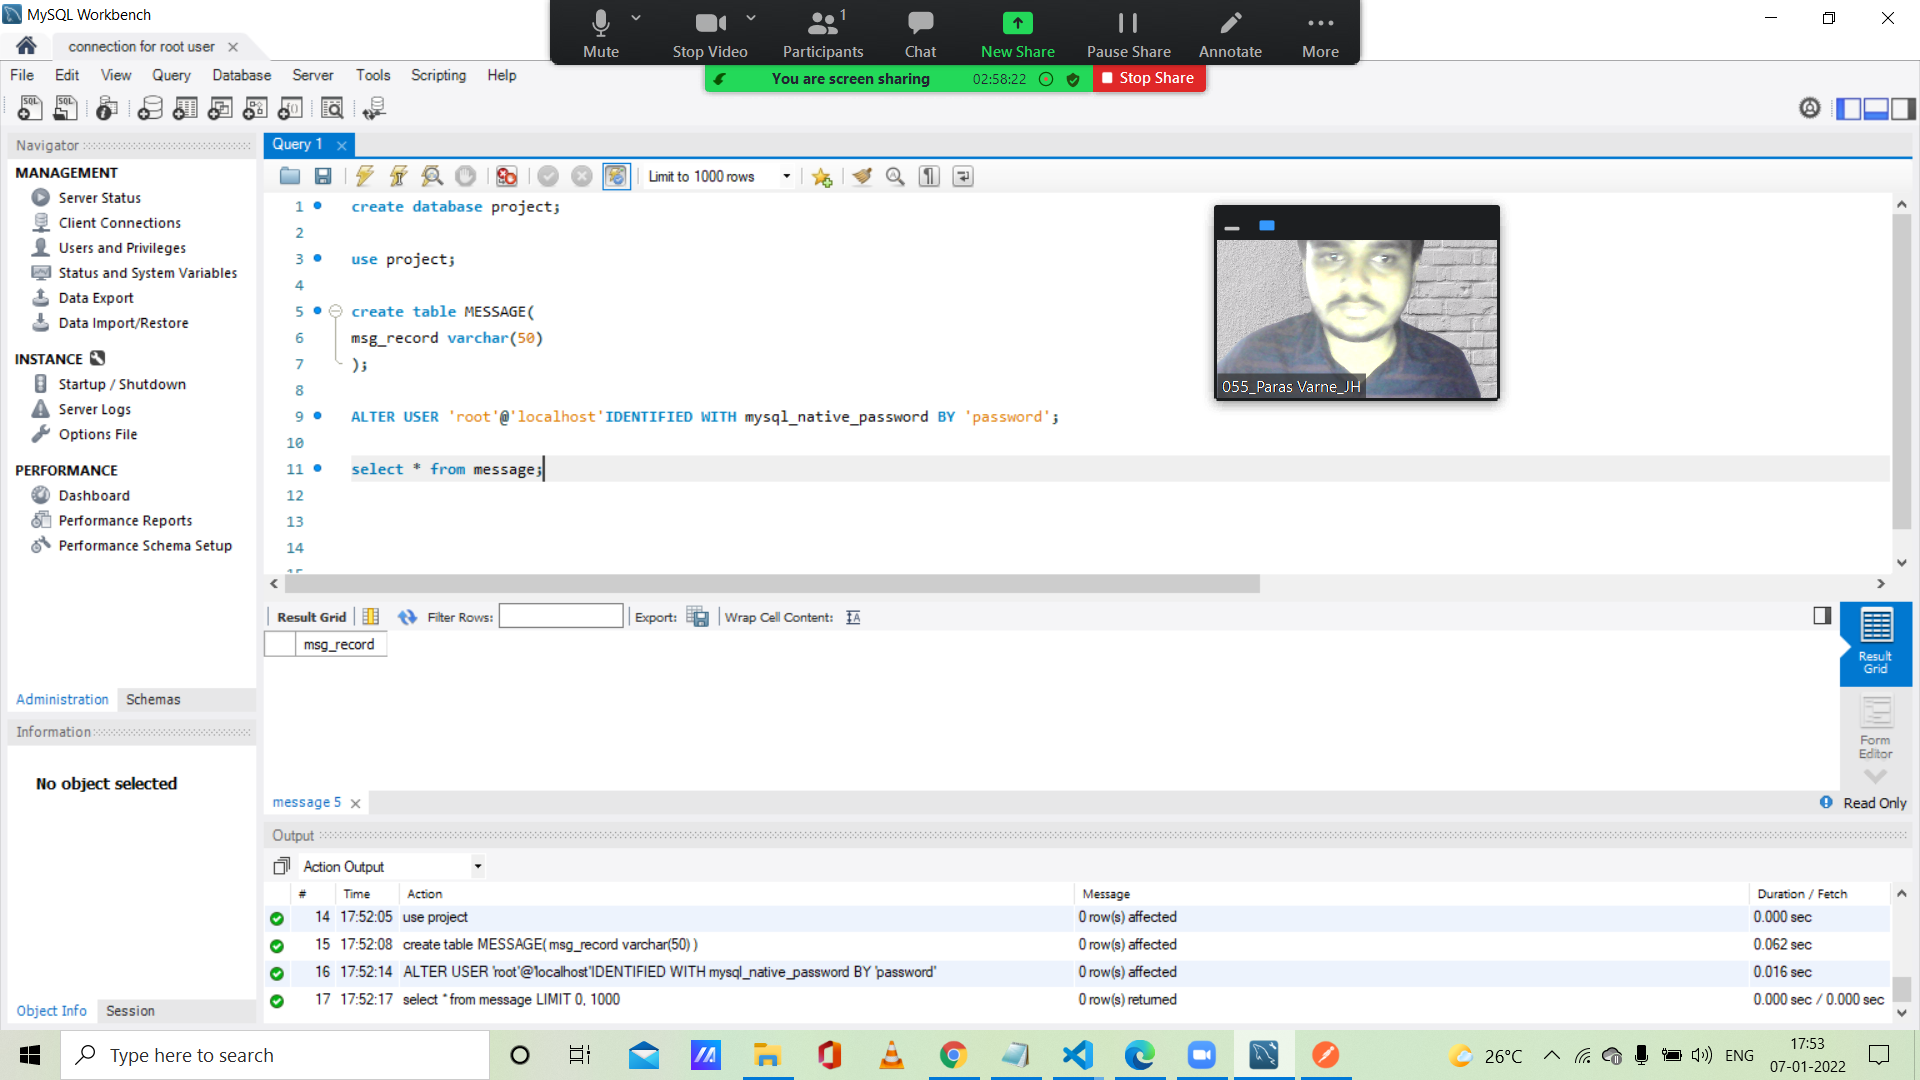 MySQL Workbench
connection for root user
1
Mute
Stop Video
Participants
Chat
New Share
Pause Share
Annotate
More
You are screen sharing
02:58:22
Stop Share
File Edit View Query Database Server Tools Scripting Help
Navigator
MANAGEMENT
Server Status
Client Connections
Users and Privileges
Status and System Variables
Data Export
Data Import/Restore
INSTANCE
Startup / Shutdown
Server Logs
Options File
PERFORMANCE
Dashboard
Performance Reports
Performance Schema Setup
Administration Schemas
Information
No object selected
Object Info Session
Query 1
Limit to 1000 rows
1 create database project;
2
3 use project;
4
5 create table MESSAGE(
6 msg_record varchar(50)
7 );
8
9 ALTER USER 'root'@'localhost'IDENTIFIED WITH mysql_native_password BY 'password';
10
11 select * from message;
12
13
14
15
055_Paras Varne_JH
Result Grid Filter Rows: Export: Wrap Cell Content:
msg_record
Result Grid
Form Editor
message 5
Read Only
Output
Action Output
# Time Action Message Duration / Fetch
14 17:52:05 use project 0 row(s) affected 0.000 sec
15 17:52:08 create table MESSAGE( msg_record varchar(50) ) 0 row(s) affected 0.062 sec
16 17:52:14 ALTER USER 'root'@'localhost'IDENTIFIED WITH mysql_native_password BY 'password' 0 row(s) affected 0.016 sec
17 17:52:17 select * from message LIMIT 0, 1000 0 row(s) returned 0.000 sec / 0.000 sec
Type here to search
26°C
ENG
17:53
07-01-2022